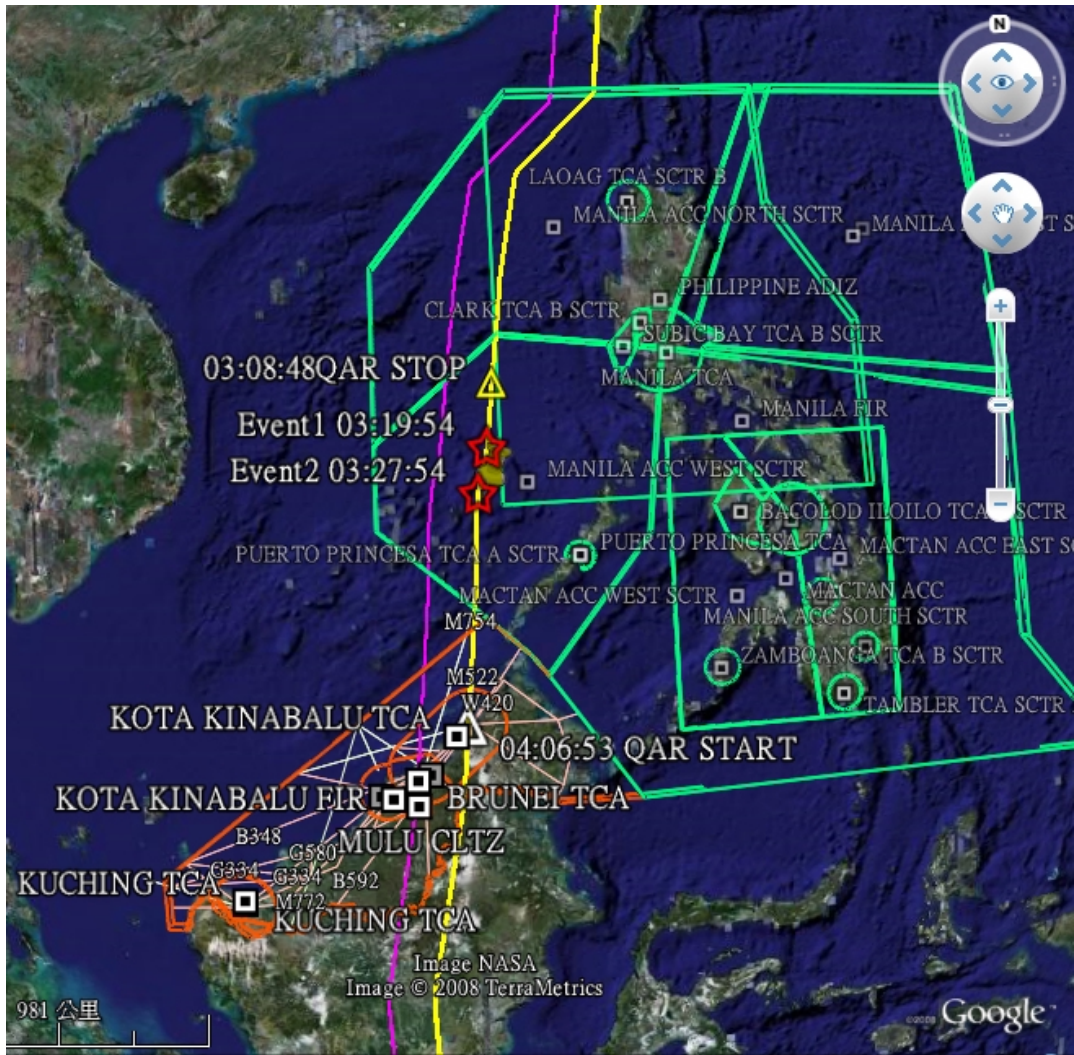 N
LAOAG TCA SCTR B
MANILA ACC NORTH SCTR
MANILA
ST S
PHILIPPINE ADIZ
CLARK TCA B SCTR
SUBIC BAY TCA B SCTR
03:08:48QAR STOP
MANILA TCA
Event1 03:19:54
MANILA FIR
Event2 03:27:54
MANILA ACC WEST SCTR
BACOLOD ILOILO TCA
SCTR
PUERTO PRINCESA TCA A SCTR
PUERTO PRINCESA TCA
MACTAN ACC EAST SC
MACTAN ACC WEST SCTR
MACTAN ACC
MANILA ACC SOUTH SCTR
M754
ZAMBOANGA TCA B SCTR
M522
W420
TAMBLER TCA SCTR
KOTA KINABALU TCA
04:06:53 QAR START
KOTA KINABALU FIR
BRUNEI TCA
B348
MULU CLTZ
G580
G334
G334
B592
KUCHING TCA
M772
KUCHING TCA
Image NASA
Image © 2008 TerraMetrics
981 公里
©2008 Google